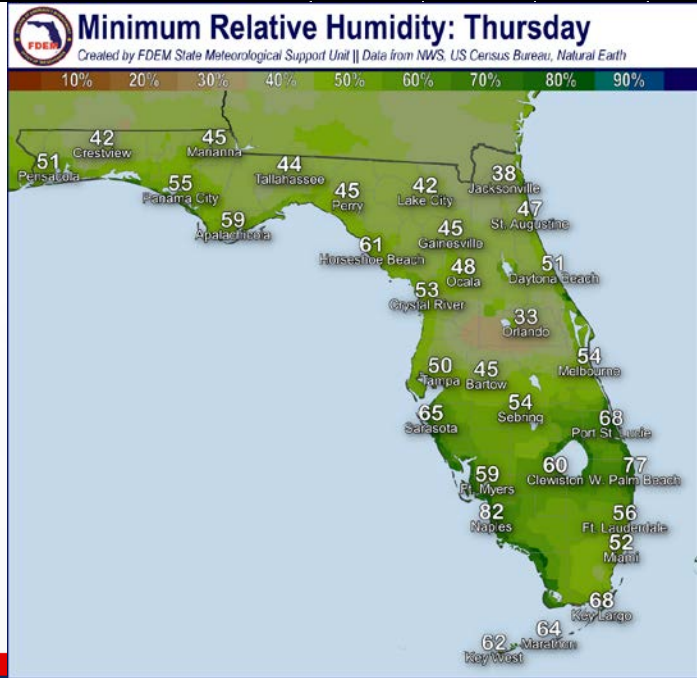 Minimum Relative Humidity: Thursday
Created by FDEM State Meteorological Support Unit || Data from NWS, US Census Bureau, Natural Earth
FDEM
10% 20% 30% 40% 50% 60% 70% 80% 90%
42
Crestview
45
Marianna
51
Pensacola
44
Tallahassee
38
Jacksonville
55
Panama City
45
Perry
42
Lake City
47
St. Augustine
59
Apalachicola
45
Gainesville
61
Horseshoe Beach
48
Ocala
51
Daytona Beach
53
Crystal River
33
Orlando
54
Melbourne
50
Tampa
45
Bartow
54
Sebring
65
Sarasota
68
Port St. Lucie
59
Ft. Myers
60
Clewiston
77
W. Palm Beach
82
Naples
56
Ft. Lauderdale
52
Miami
68
Key Largo
64
Marathon
62
Key West